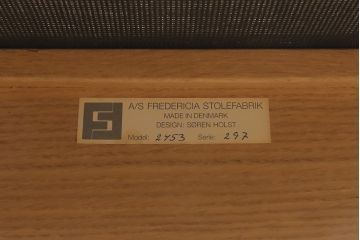 A/S FREDERICIA STOLEFABRIK
MADE IN DENMARK
DESIGN: SØREN HOLST
Model: 2453 Serie: 297